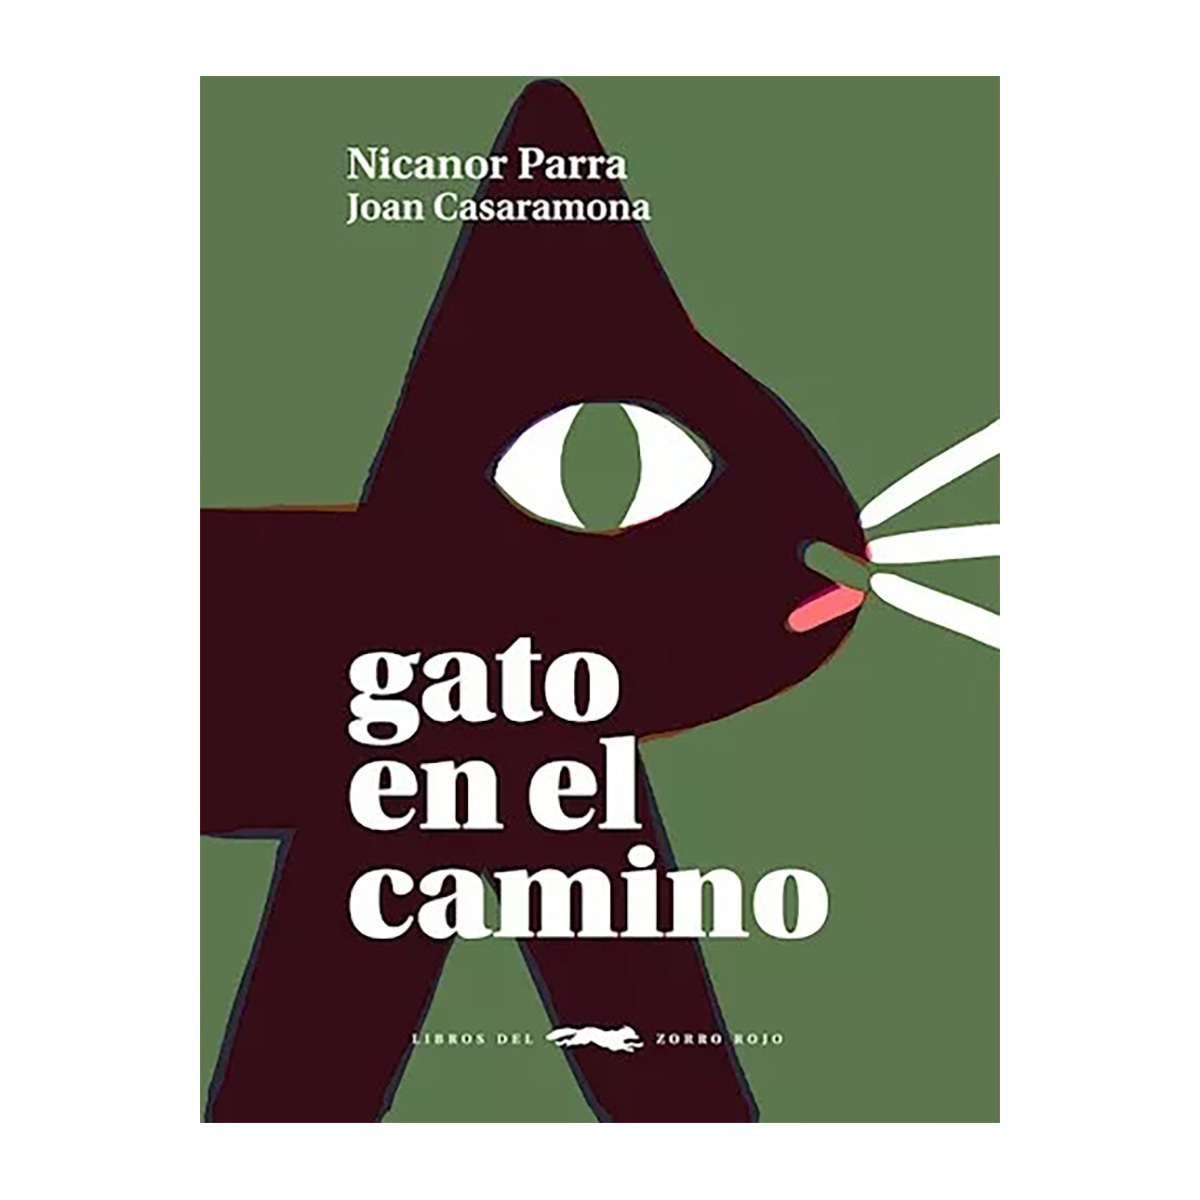 Nicanor Parra
Joan Casaramona
gato
en el
camino
LIBROS DEL ZORRO ROJO